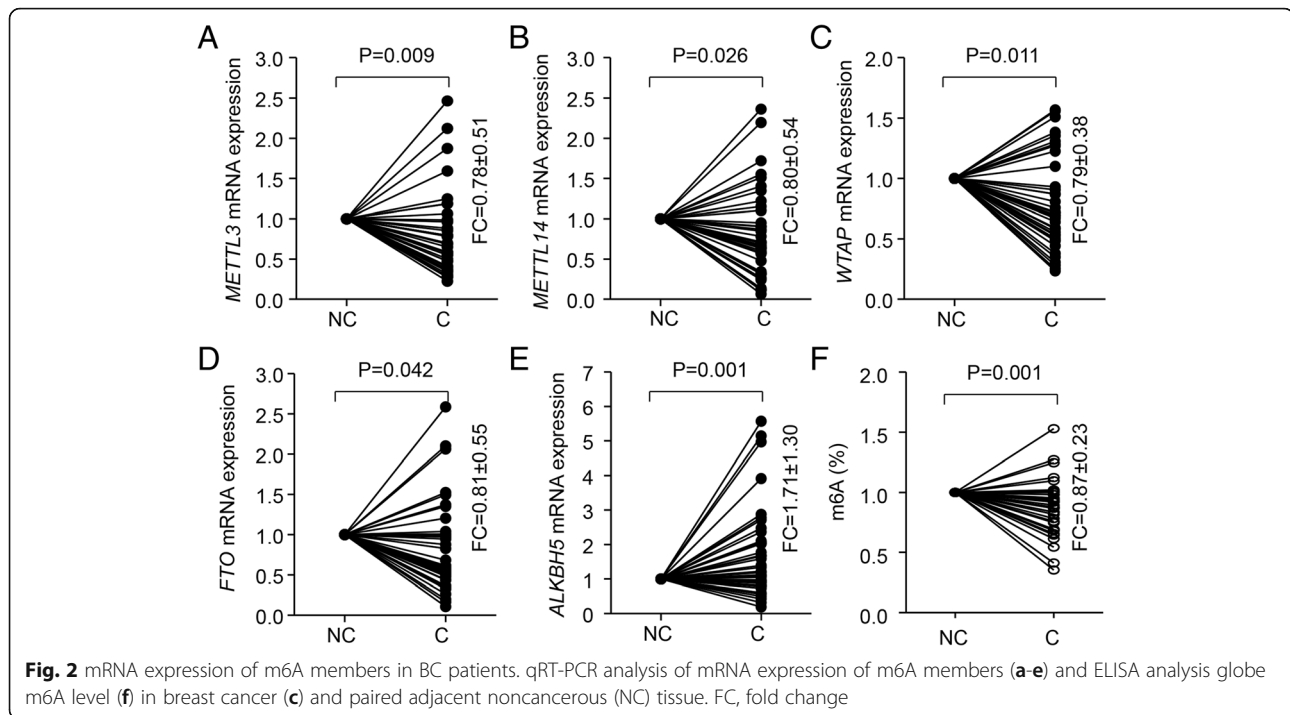 A
P=0.009
METTL3 mRNA expression
3.0
2.5
2.0
1.5
1.0
0.5
0.0
NC
C
FC=0.78±0.51
B
P=0.026
METTL14 mRNA expression
3.0
2.5
2.0
1.5
1.0
0.5
0.0
NC
C
FC=0.80±0.54
C
P=0.011
WTAP mRNA expression
2.0
1.5
1.0
0.5
0.0
NC
C
FC=0.79±0.38
D
P=0.042
FTO mRNA expression
3.0
2.5
2.0
1.5
1.0
0.5
0.0
NC
C
FC=0.81±0.55
E
P=0.001
ALKBH5 mRNA expression
7
6
5
4
3
2
1
0
NC
C
FC=1.71±1.30
F
P=0.001
m6A (%)
2.0
1.5
1.0
0.5
0.0
NC
C
FC=0.87±0.23
Fig. 2 mRNA expression of m6A members in BC patients. qRT-PCR analysis of mRNA expression of m6A members (a-e) and ELISA analysis globe
m6A level (f) in breast cancer (c) and paired adjacent noncancerous (NC) tissue. FC, fold change